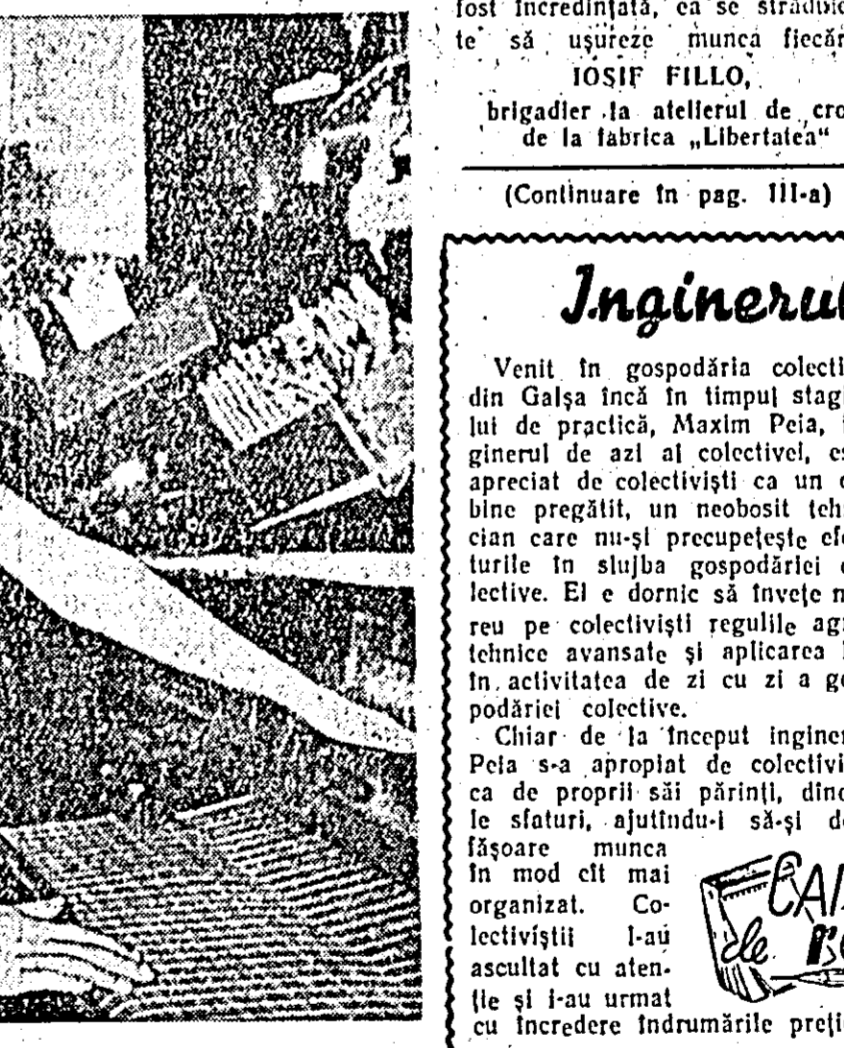 fost încredințată, ea se străduie
te să ușureze munca fiecăr
IOSIF FILLO,
brigadier la atelierul de cro
de la fabrica „Libertatea“
(Continuare în pag. III-a)
Inginerul
Venit în gospodăria colecti
din Galșa încă în timpul stagi
lui de practică, Maxim Peia, i
ginerul de azi al colectivei, es
apreciat de colectiviști ca un c
bine pregătit, un neobosit tehn
cian care nu-și precupețește efo
turile în slujba gospodăriei c
lective. El e dornic să învețe m
reu pe colectiviști regulile agr
tehnice avansate și aplicarea l
în activitatea de zi cu zi a go
podăriei colective.
Chiar de la început inginer
Peia s-a apropiat de colectivi
ca de proprii săi părinți, dînd
le sfaturi, ajutîndu-i să-și de
fășoare munca
în mod cît mai
organizat. Co-
lectiviștii l-au
ascultat cu aten-
ție și i-au urmat
cu încredere îndrumările preți
de